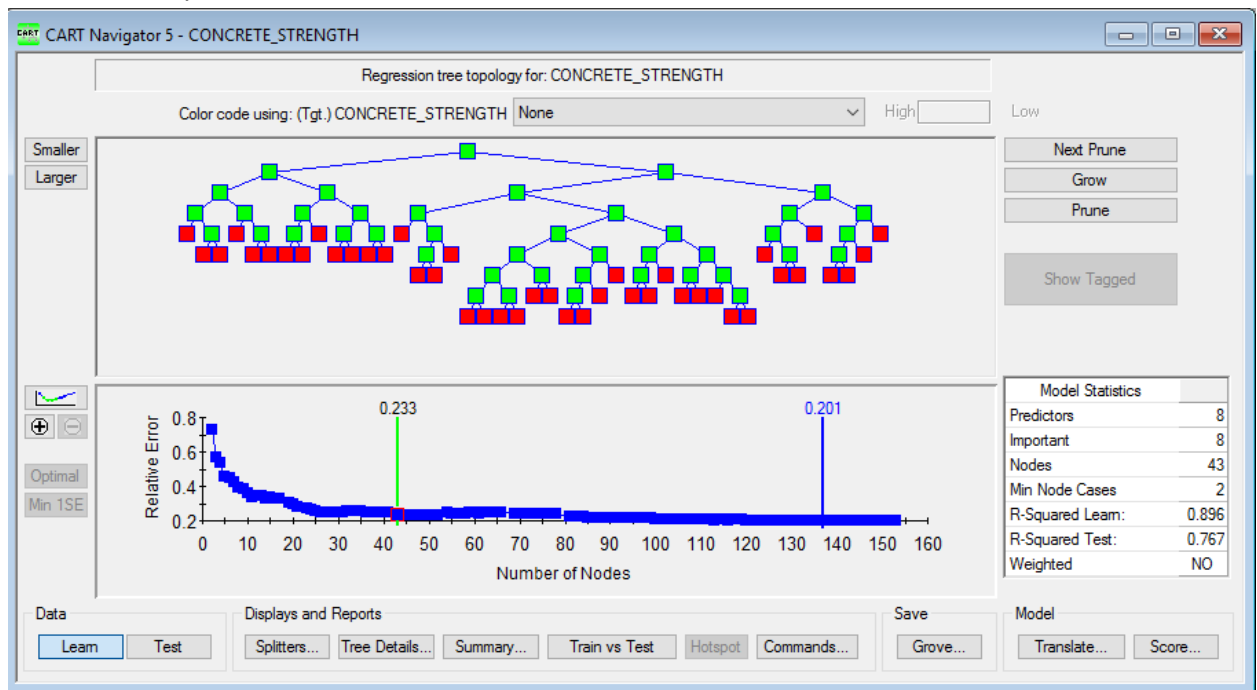 CART Navigator 5 - CONCRETE_STRENGTH
Regression tree topology for: CONCRETE_STRENGTH
Color code using: (Tgt.) CONCRETE_STRENGTH None High Low
Smaller
Larger
Next Prune
Grow
Prune
Show Tagged
Optimal
Min 1SE
0.233 0.201
Relative Error
0.8
0.6
0.4
0.2
0 10 20 30 40 50 60 70 80 90 100 110 120 130 140 150 160
Number of Nodes
Model Statistics
Predictors 8
Important 8
Nodes 43
Min Node Cases 2
R-Squared Learn: 0.896
R-Squared Test: 0.767
Weighted NO
Data Displays and Reports Save Model
Learn Test Splitters... Tree Details... Summary... Train vs Test Hotspot Commands... Grove... Translate... Score...